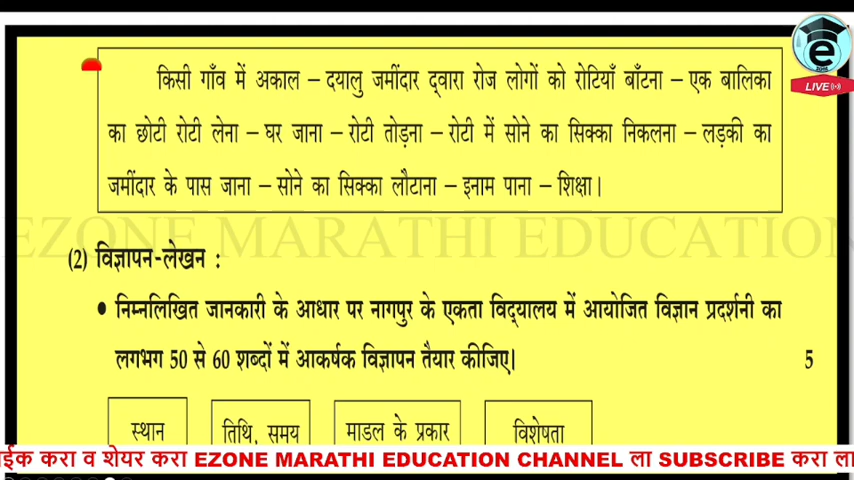 किसी गाँव में अकाल – दयालु जमींदार द्‌वारा रोज लोगों को रोटियाँ बाँटना – एक बालिका
का छोटी रोटी लेना – घर जाना – रोटी तोड़ना – रोटी में सोने का सिक्का निकलना – लड़की का
जमींदार के पास जाना – सोने का सिक्का लौटाना – इनाम पाना – शिक्षा।
e
LIVE
EZONE MARATHI EDUCATION
(2) विज्ञापन-लेखन :
● निम्नलिखित जानकारी के आधार पर नागपुर के एकता विद्‌यालय में आयोजित विज्ञान प्रदर्शनी का
लगभग 50 से 60 शब्दों में आकर्षक विज्ञापन तैयार कीजिए। 5
स्थान तिथि, समय माडल के प्रकार विशेषता
ाईक करा व शेयर करा EZONE MARATHI EDUCATION CHANNEL ला SUBSCRIBE करा ला